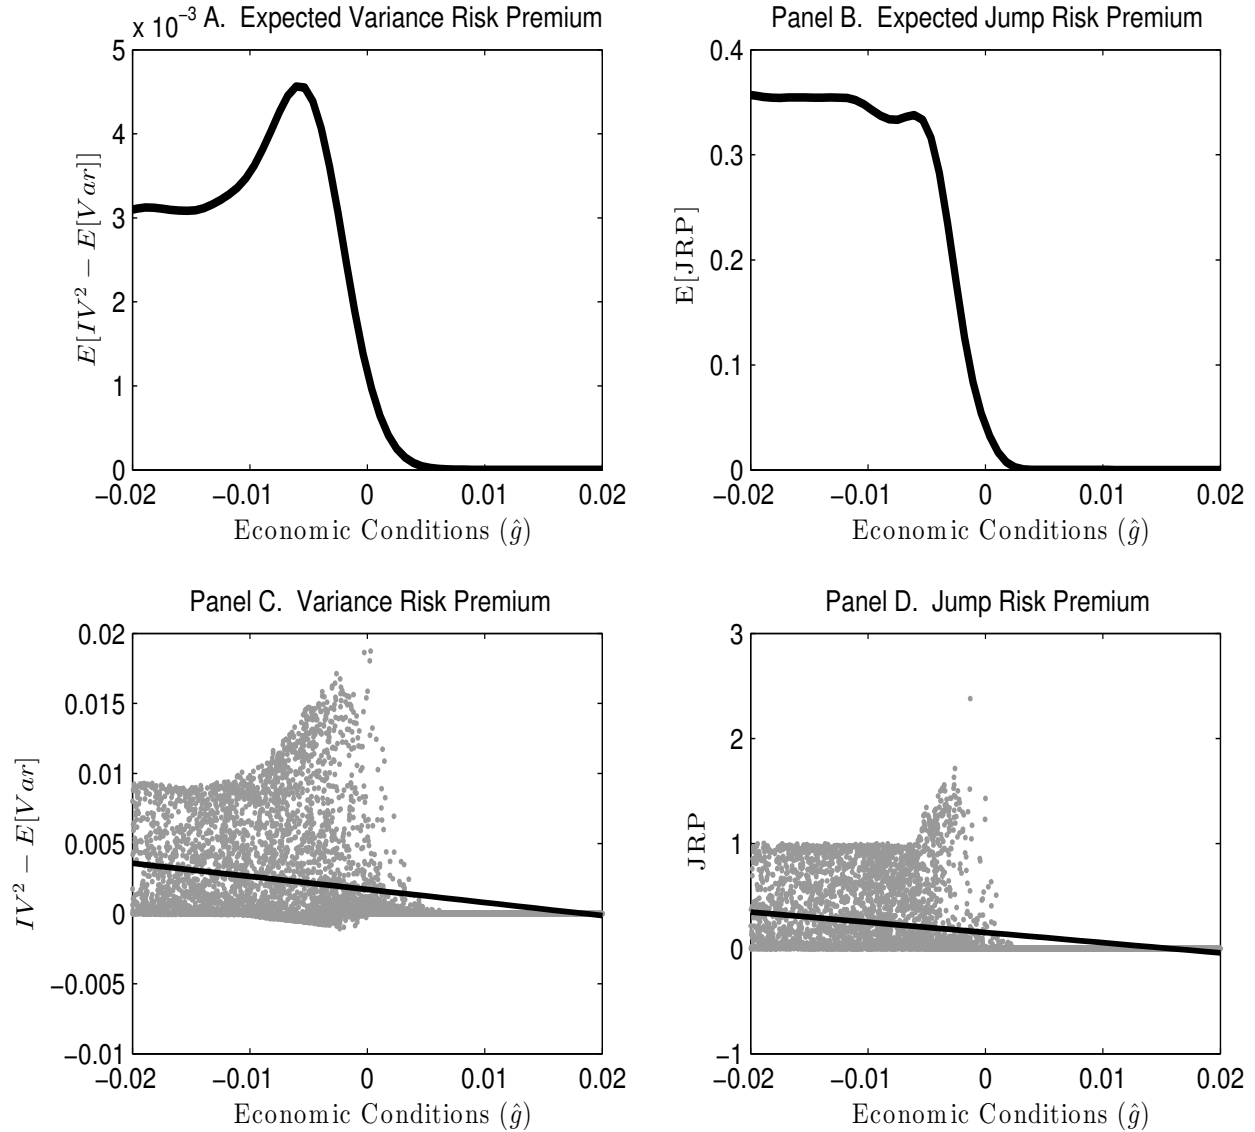 x 10⁻³ A. Expected Variance Risk Premium
5
4
3
2
1
0
−0.02 −0.01 0 0.01 0.02
E[IV² − E[Var]]
Economic Conditions (ĝ)
Panel B. Expected Jump Risk Premium
0.4
0.3
0.2
0.1
0
−0.02 −0.01 0 0.01 0.02
E[JRP]
Economic Conditions (ĝ)
Panel C. Variance Risk Premium
0.02
0.015
0.01
0.005
0
−0.005
−0.01
−0.02 −0.01 0 0.01 0.02
IV² − E[Var]
Economic Conditions (ĝ)
Panel D. Jump Risk Premium
3
2
1
0
−1
−0.02 −0.01 0 0.01 0.02
JRP
Economic Conditions (ĝ)